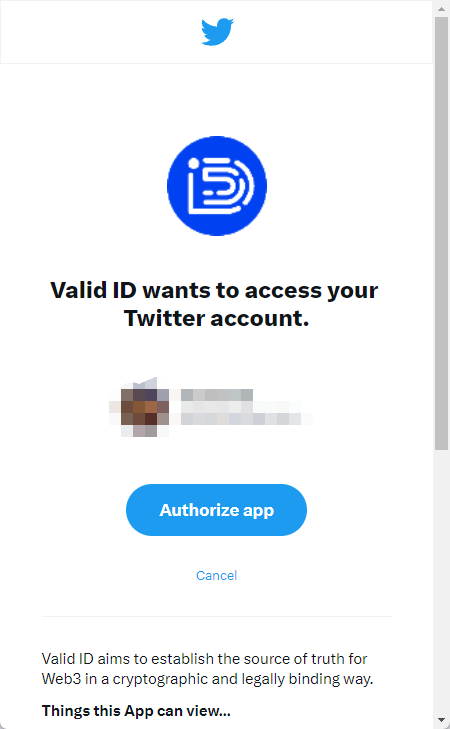 Valid ID wants to access your
Twitter account.
Authorize app
Cancel
Valid ID aims to establish the source of truth for
Web3 in a cryptographic and legally binding way.
Things this App can view...